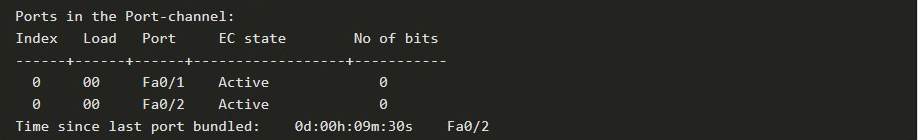 Ports in the Port-channel:
Index   Load   Port     EC state        No of bits
------+------+------+------------------+-----------
  0     00     Fa0/1    Active             0
  0     00     Fa0/2    Active             0
Time since last port bundled:    0d:00h:09m:30s    Fa0/2